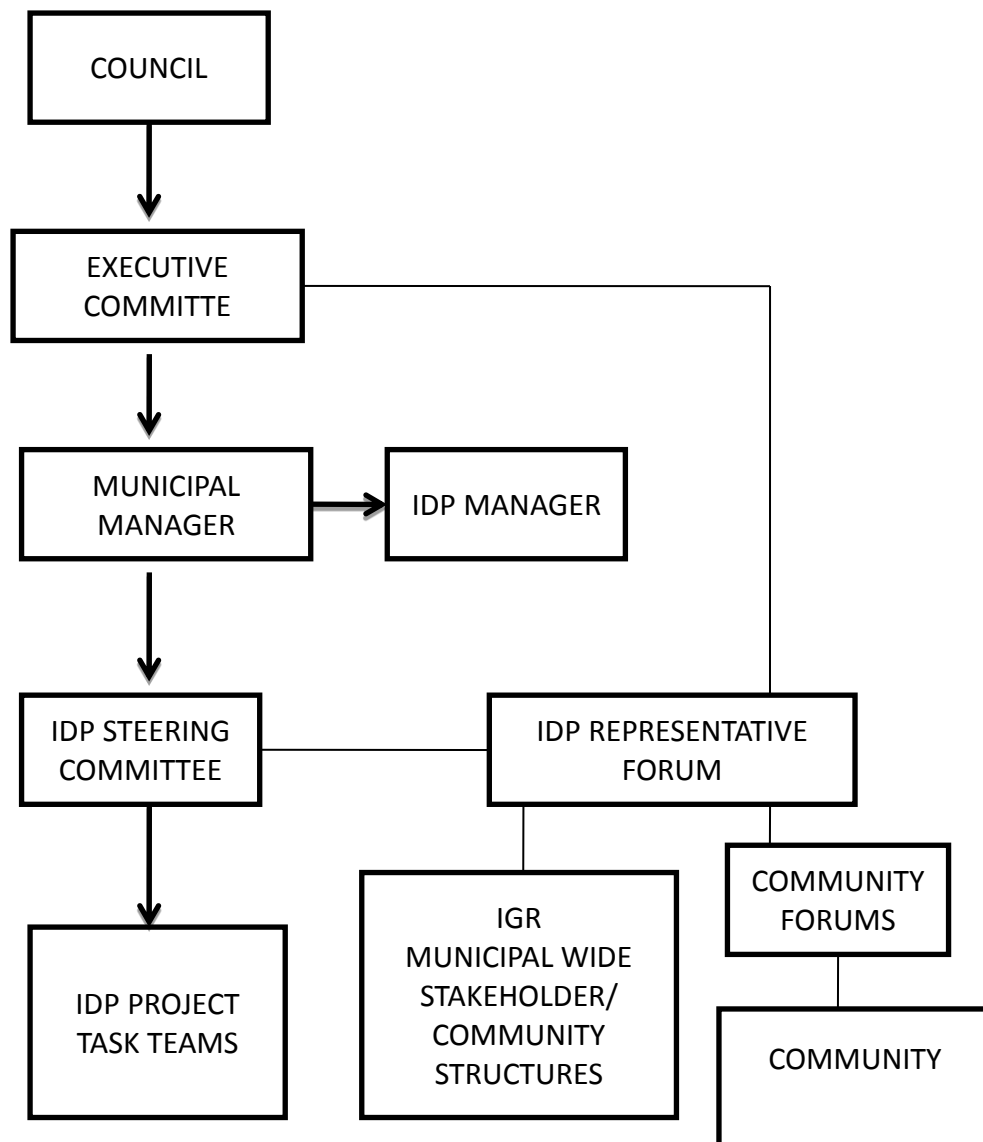 COUNCIL
EXECUTIVE
COMMITTE
MUNICIPAL
MANAGER
IDP MANAGER
IDP STEERING
COMMITTEE
IDP REPRESENTATIVE
FORUM
COMMUNITY
FORUMS
IGR
MUNICIPAL WIDE
STAKEHOLDER/
COMMUNITY
STRUCTURES
IDP PROJECT
TASK TEAMS
COMMUNITY